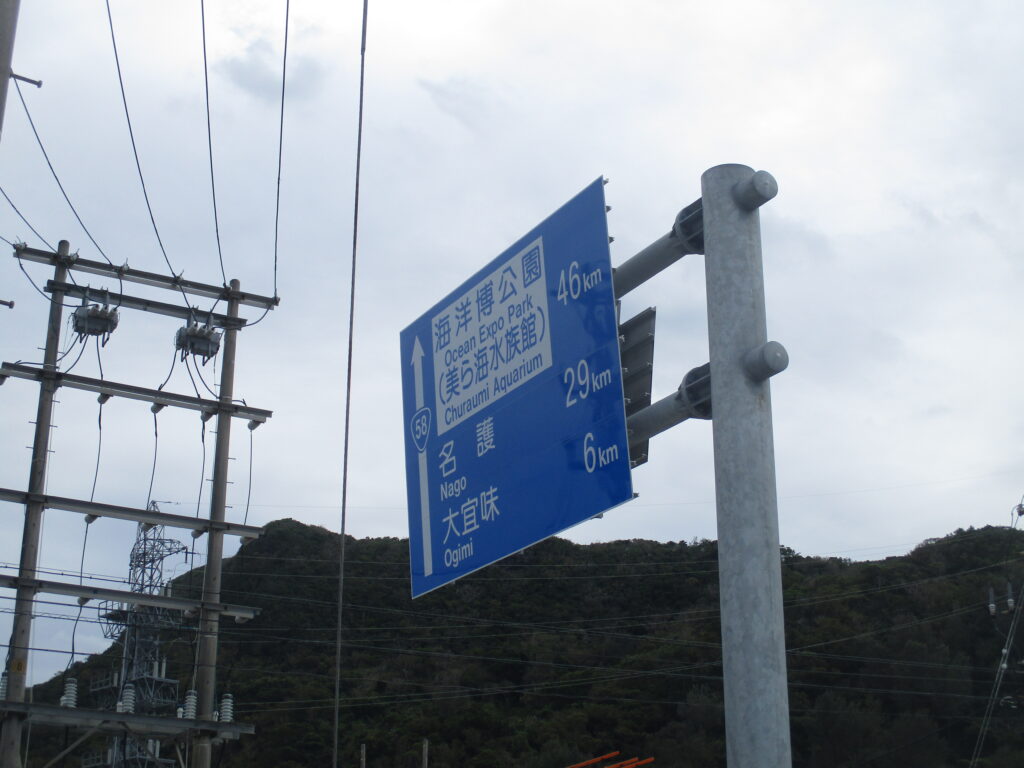 海洋博公園 46km
Ocean Expo Park
(美ら海水族館)
Churaumi Aquarium
58
名護 29km
Nago
大宜味 6km
Ogimi